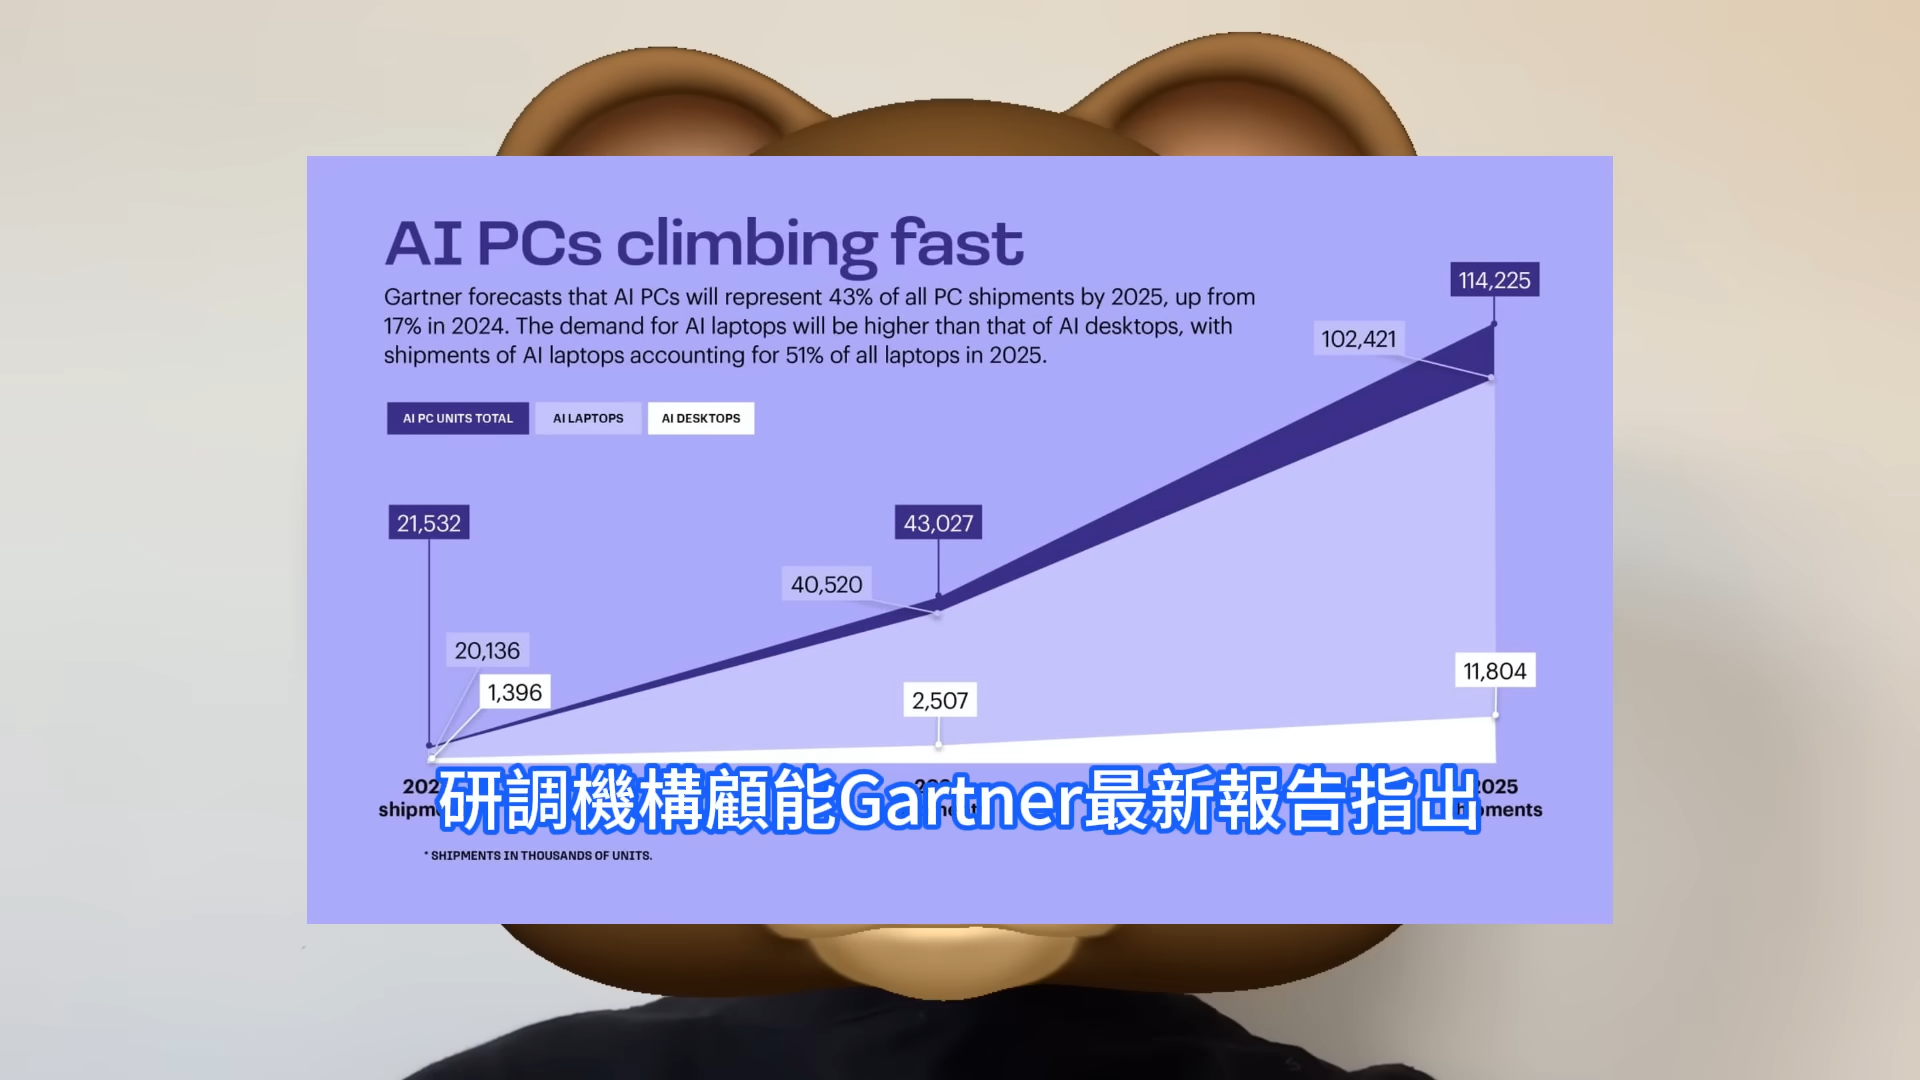 AI PCs climbing fast
Gartner forecasts that AI PCs will represent 43% of all PC shipments by 2025, up from
17% in 2024. The demand for AI laptops will be higher than that of AI desktops, with
shipments of AI laptops accounting for 51% of all laptops in 2025.
AI PC UNITS TOTAL AI LAPTOPS AI DESKTOPS
114,225
102,421
21,532
43,027
40,520
20,136
1,396
2,507
11,804
研調機構顧能Gartner最新報告指出
* SHIPMENTS IN THOUSANDS OF UNITS.